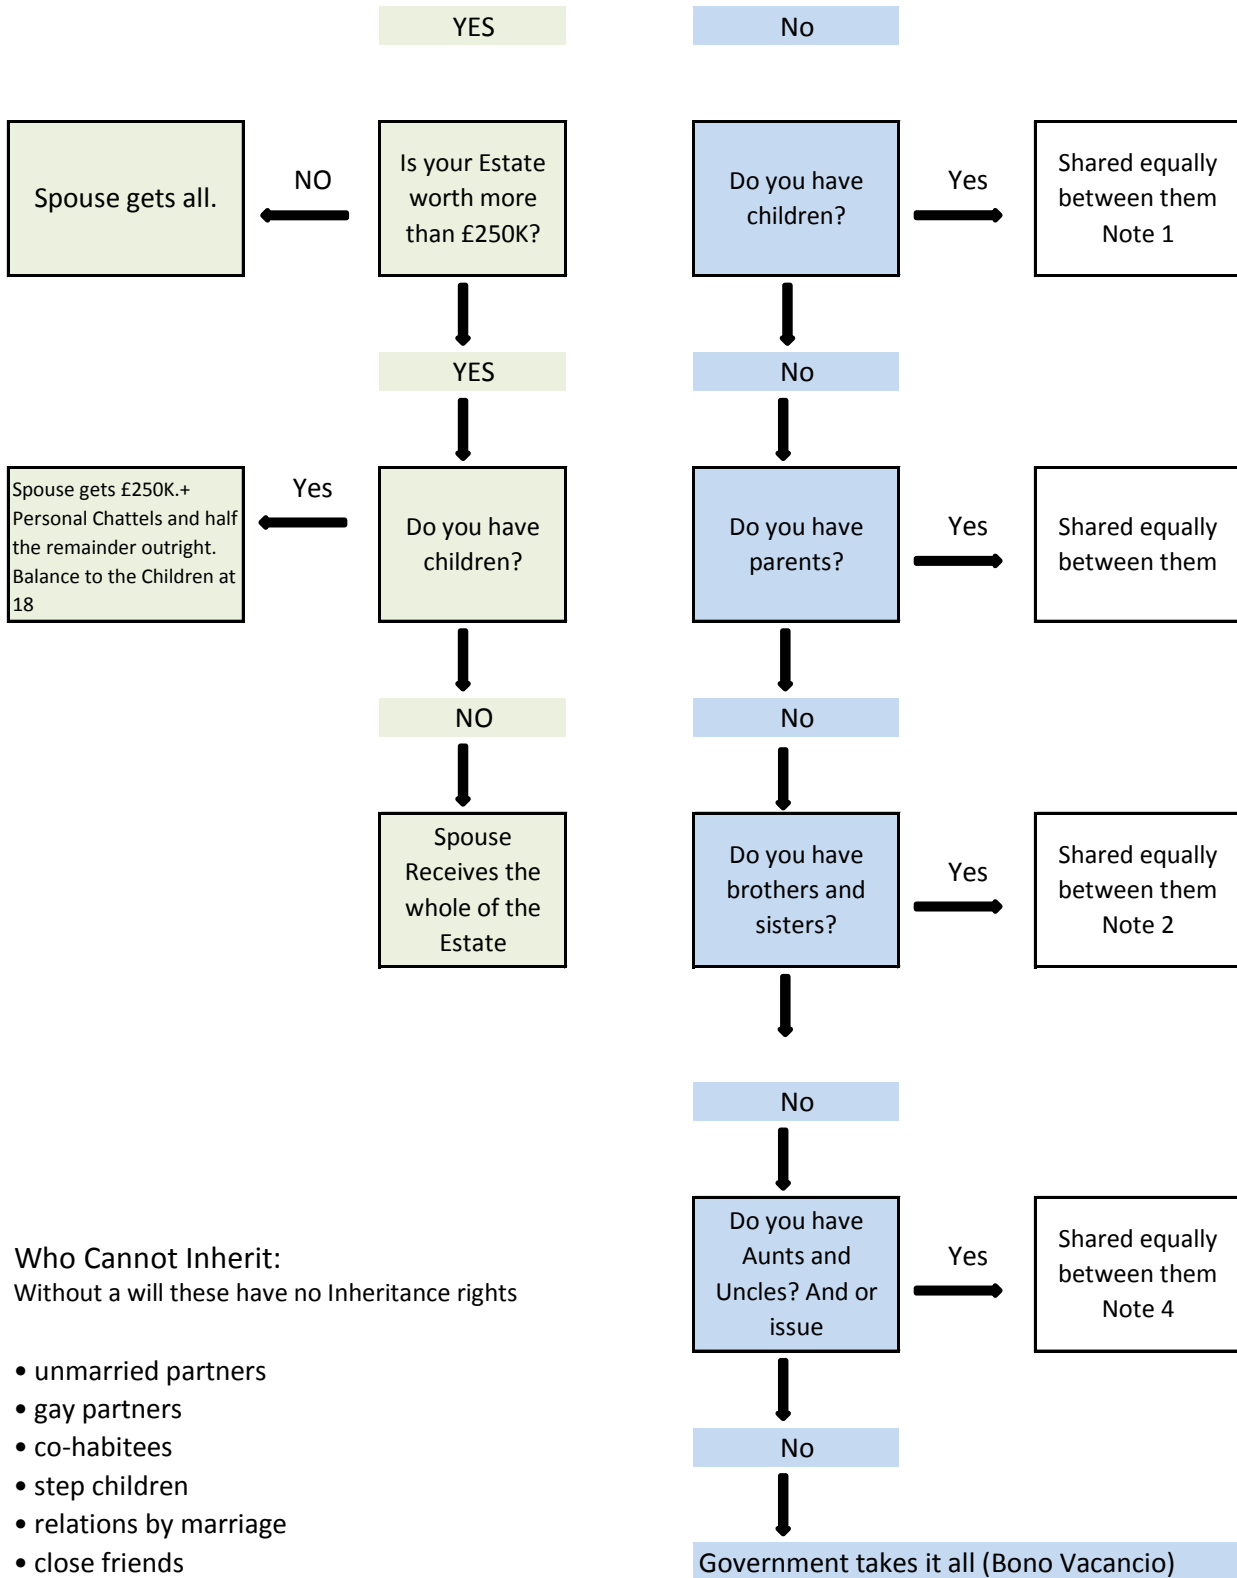 YES
No
Spouse gets all.
NO
Is your Estate
worth more
than £250K?
Do you have
children?
Yes
Shared equally
between them
Note 1
YES
No
Spouse gets £250K.+
Personal Chattels and half
the remainder outright.
Balance to the Children at
18
Yes
Do you have
children?
Do you have
parents?
Yes
Shared equally
between them
NO
No
Spouse
Receives the
whole of the
Estate
Do you have
brothers and
sisters?
Yes
Shared equally
between them
Note 2
No
Do you have
Aunts and
Uncles? And or
issue
Yes
Shared equally
between them
Note 4
Who Cannot Inherit:
Without a will these have no Inheritance rights
• unmarried partners
• gay partners
• co-habitees
• step children
• relations by marriage
• close friends
No
Government takes it all (Bono Vacancio)